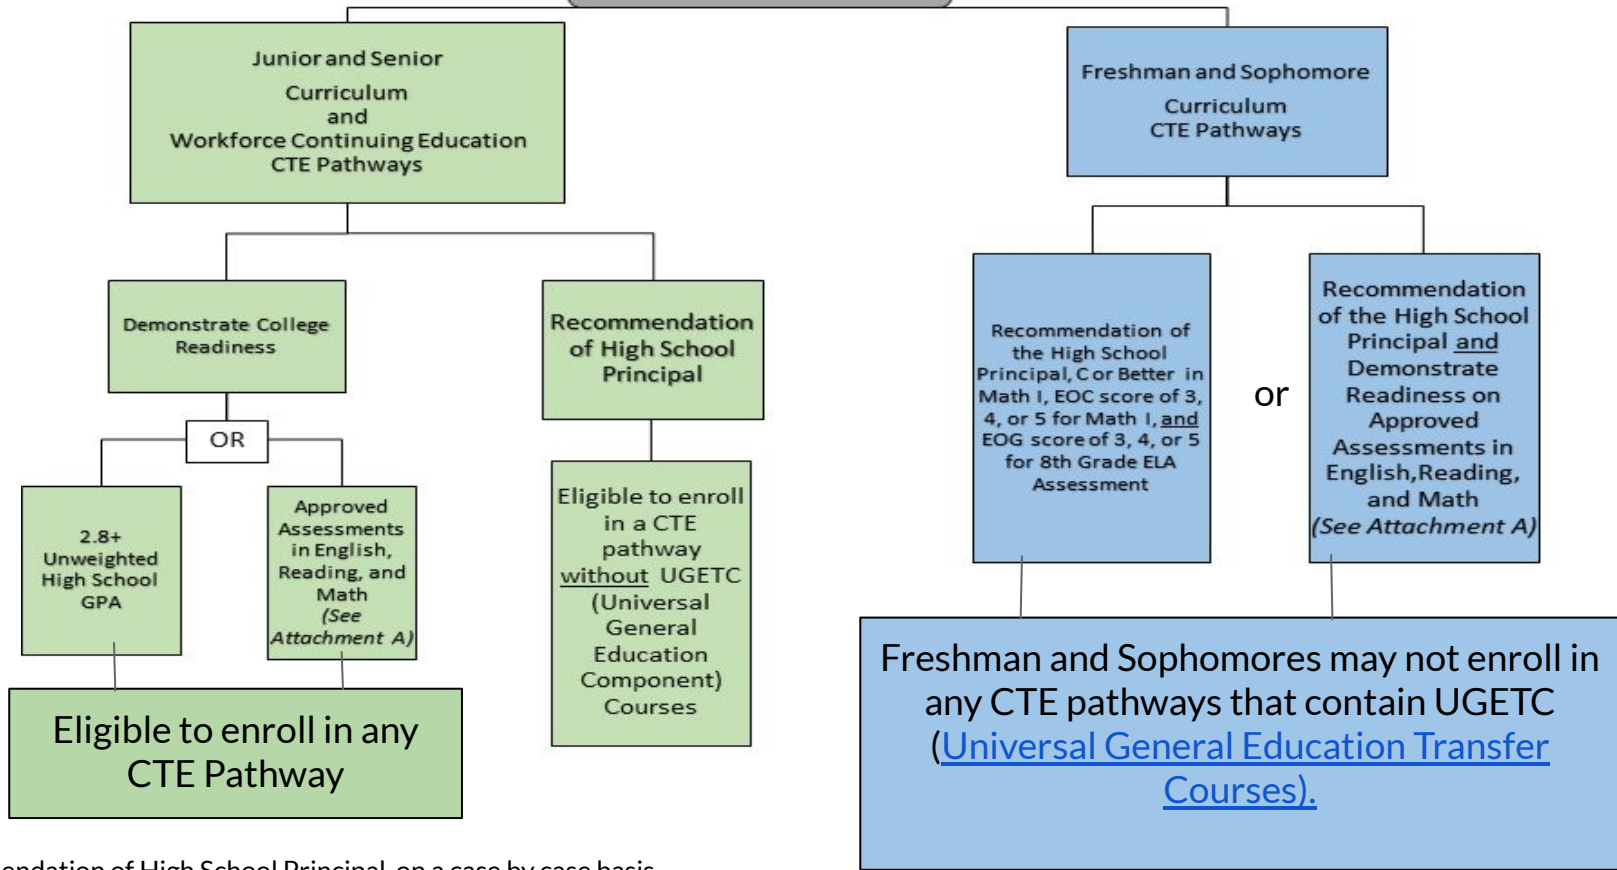 Junior and Senior
Curriculum
and
Workforce Continuing Education
CTE Pathways
Freshman and Sophomore
Curriculum
CTE Pathways
Demonstrate College
Readiness
Recommendation
of High School
Principal
OR
2.8+
Unweighted
High School
GPA
Approved
Assessments
in English,
Reading, and
Math
(See
Attachment A)
Eligible to enroll
in a CTE
pathway
without UGETC
(Universal
General
Education
Component)
Courses
Eligible to enroll in any
CTE Pathway
Recommendation of
the High School
Principal, C or Better in
Math I, EOC score of 3,
4, or 5 for Math I, and
EOG score of 3, 4, or 5
for 8th Grade ELA
Assessment
or
Recommendation
of the High School
Principal and
Demonstrate
Readiness on
Approved
Assessments in
English,Reading,
and Math
(See Attachment A)
Freshman and Sophomores may not enroll in
any CTE pathways that contain UGETC
(Universal General Education Transfer
Courses).
of High School Principal on a case by case basis